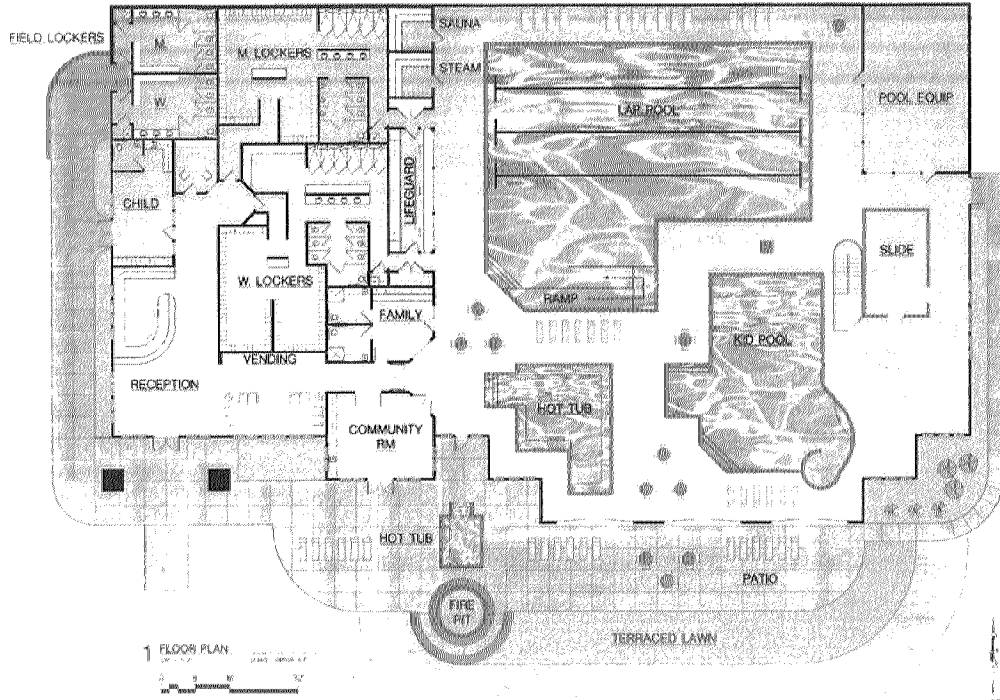 SAUNA
FIELD LOCKERS
M.
M. LOCKERS
STEAM
POOL EQUIP
W.
LAP POOL
LIFEGUARD
CHILD
SLIDE
W. LOCKERS
RAMP
FAMILY
KID POOL
VENDING
RECEPTION
HOT TUB
COMMUNITY
RM
HOT TUB
PATIO
FIRE
PIT
TERRACED LAWN
1 FLOOR PLAN